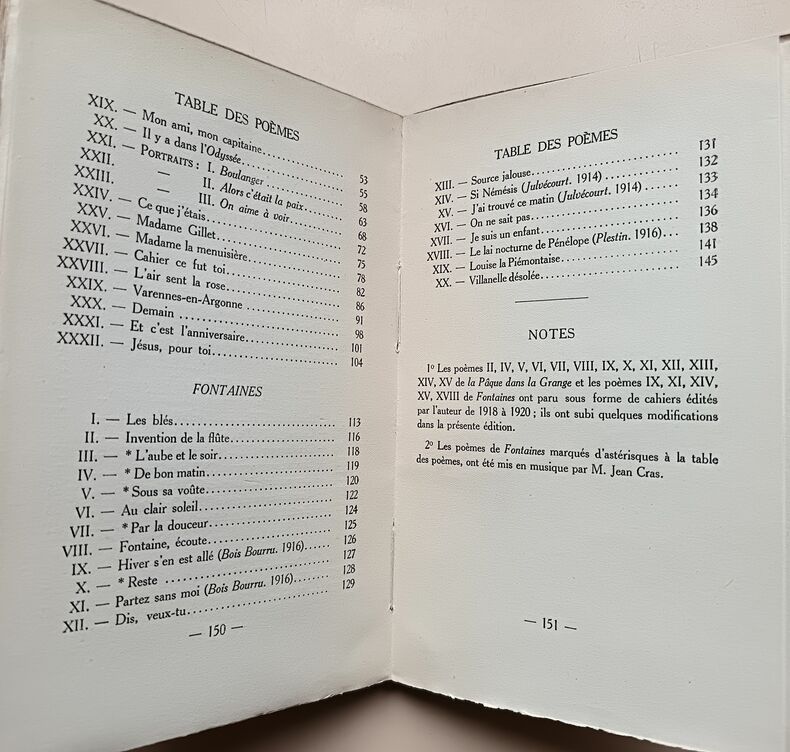 TABLE DES POÈMES
XIX. — Mon ami, mon capitaine.................... 53
XX. — Il y a dans l'Odyssée.................... 55
XXI. — PORTRAITS : I. Boulanger.................... 58
XXII. — II. Alors c'était la paix.................... 63
XXIII. — III. On aime à voir.................... 68
XXIV. — Ce que j'étais.................... 72
XXV. — Madame Gillet.................... 75
XXVI. — Madame la menuisière.................... 78
XXVII. — Cahier ce fut toi.................... 82
XXVIII. — L'air sent la rose.................... 86
XXIX. — Varennes-en-Argonne .................... 91
XXX. — Demain .................... 98
XXXI. — Et c'est l'anniversaire.................... 101
XXXII. — Jésus, pour toi.................... 104
FONTAINES
I. — Les blés.................... 113
II. — Invention de la flûte.................... 116
III. — * L'aube et le soir.................... 118
IV. — * De bon matin.................... 119
V. — * Sous sa voûte.................... 120
VI. — Au clair soleil.................... 122
VII. — * Par la douceur.................... 124
VIII. — Fontaine, écoute.................... 125
IX. — Hiver s'en est allé (Bois Bourru. 1916)...... 126
X. — * Reste .................... 127
XI. — Partez sans moi (Bois Bourru. 1916)........ 128
XII. — Dis, veux-tu.................... 129
— 150 —
TABLE DES POÈMES
XIII. — Source jalouse.................... 131
XIV. — Si Némésis (Julvécourt. 1914)............ 132
XV. — J'ai trouvé ce matin (Julvécourt. 1914)...... 133
XVI. — On ne sait pas.................... 134
XVII. — Je suis un enfant.................... 136
XVIII. — Le lai nocturne de Pénélope (Plestin. 1916)... 138
XIX. — Louise la Piémontaise.................... 141
XX. — Villanelle désolée.................... 145
NOTES
1º Les poèmes II, IV, V, VI, VII, VIII, IX, X, XI, XII, XIII,
XIV, XV de la Pâque dans la Grange et les poèmes IX, XI, XIV,
XV, XVIII de Fontaines ont paru sous forme de cahiers édités
par l'auteur de 1918 à 1920 ; ils ont subi quelques modifications
dans la présente édition.
2º Les poèmes de Fontaines marqués d'astérisques à la table
des poèmes, ont été mis en musique par M. Jean Cras.
— 151 —